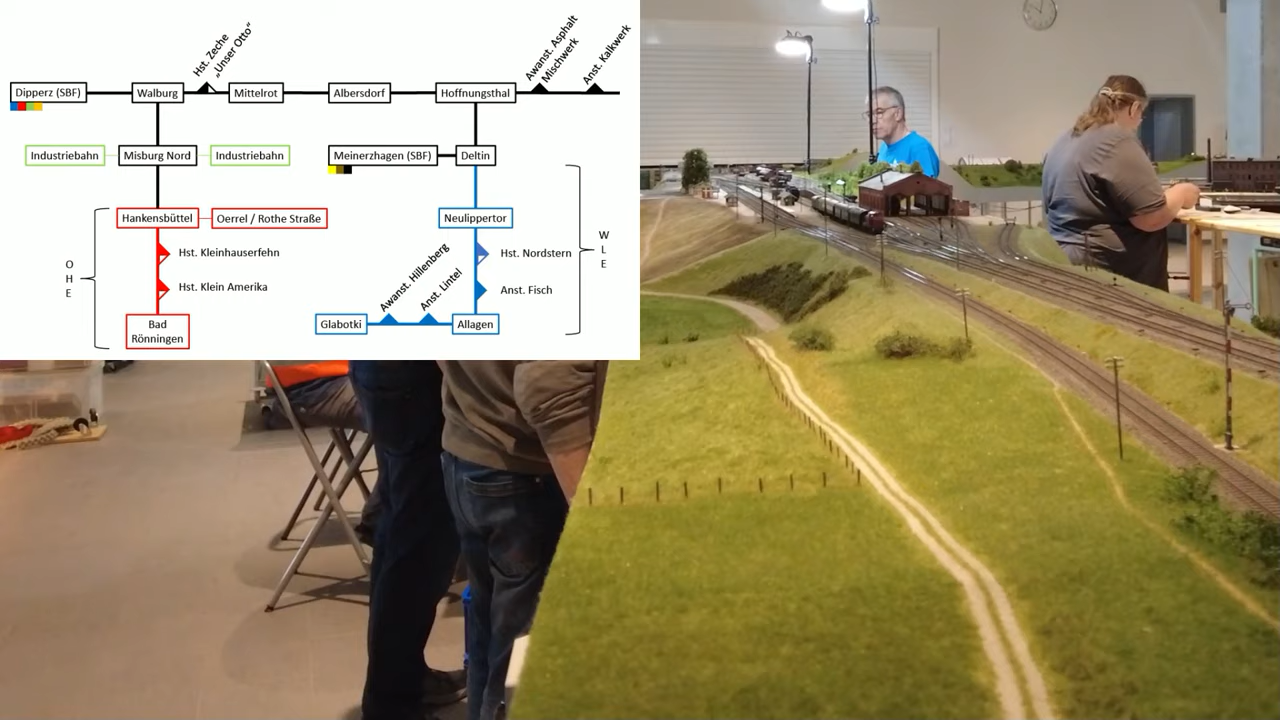 Hst. Zeche
„Unser Otto“
Awanst. Asphalt
Mischwerk
Anst. Kalkwerk
Dipperz (SBF)
Walburg
Mittelrot
Albersdorf
Hoffnungsthal
Industriebahn
Misburg Nord
Industriebahn
Meinerzhagen (SBF)
Deltin
Hankensbüttel
Oerrel / Rothe Straße
Neulippertor
O
H
E
Hst. Kleinhauserfehn
Hst. Klein Amerika
Bad
Rönningen
Awanst. Hillenberg
Anst. Lintel
Hst. Nordstern
Anst. Fisch
W
L
E
Glabotki
Allagen